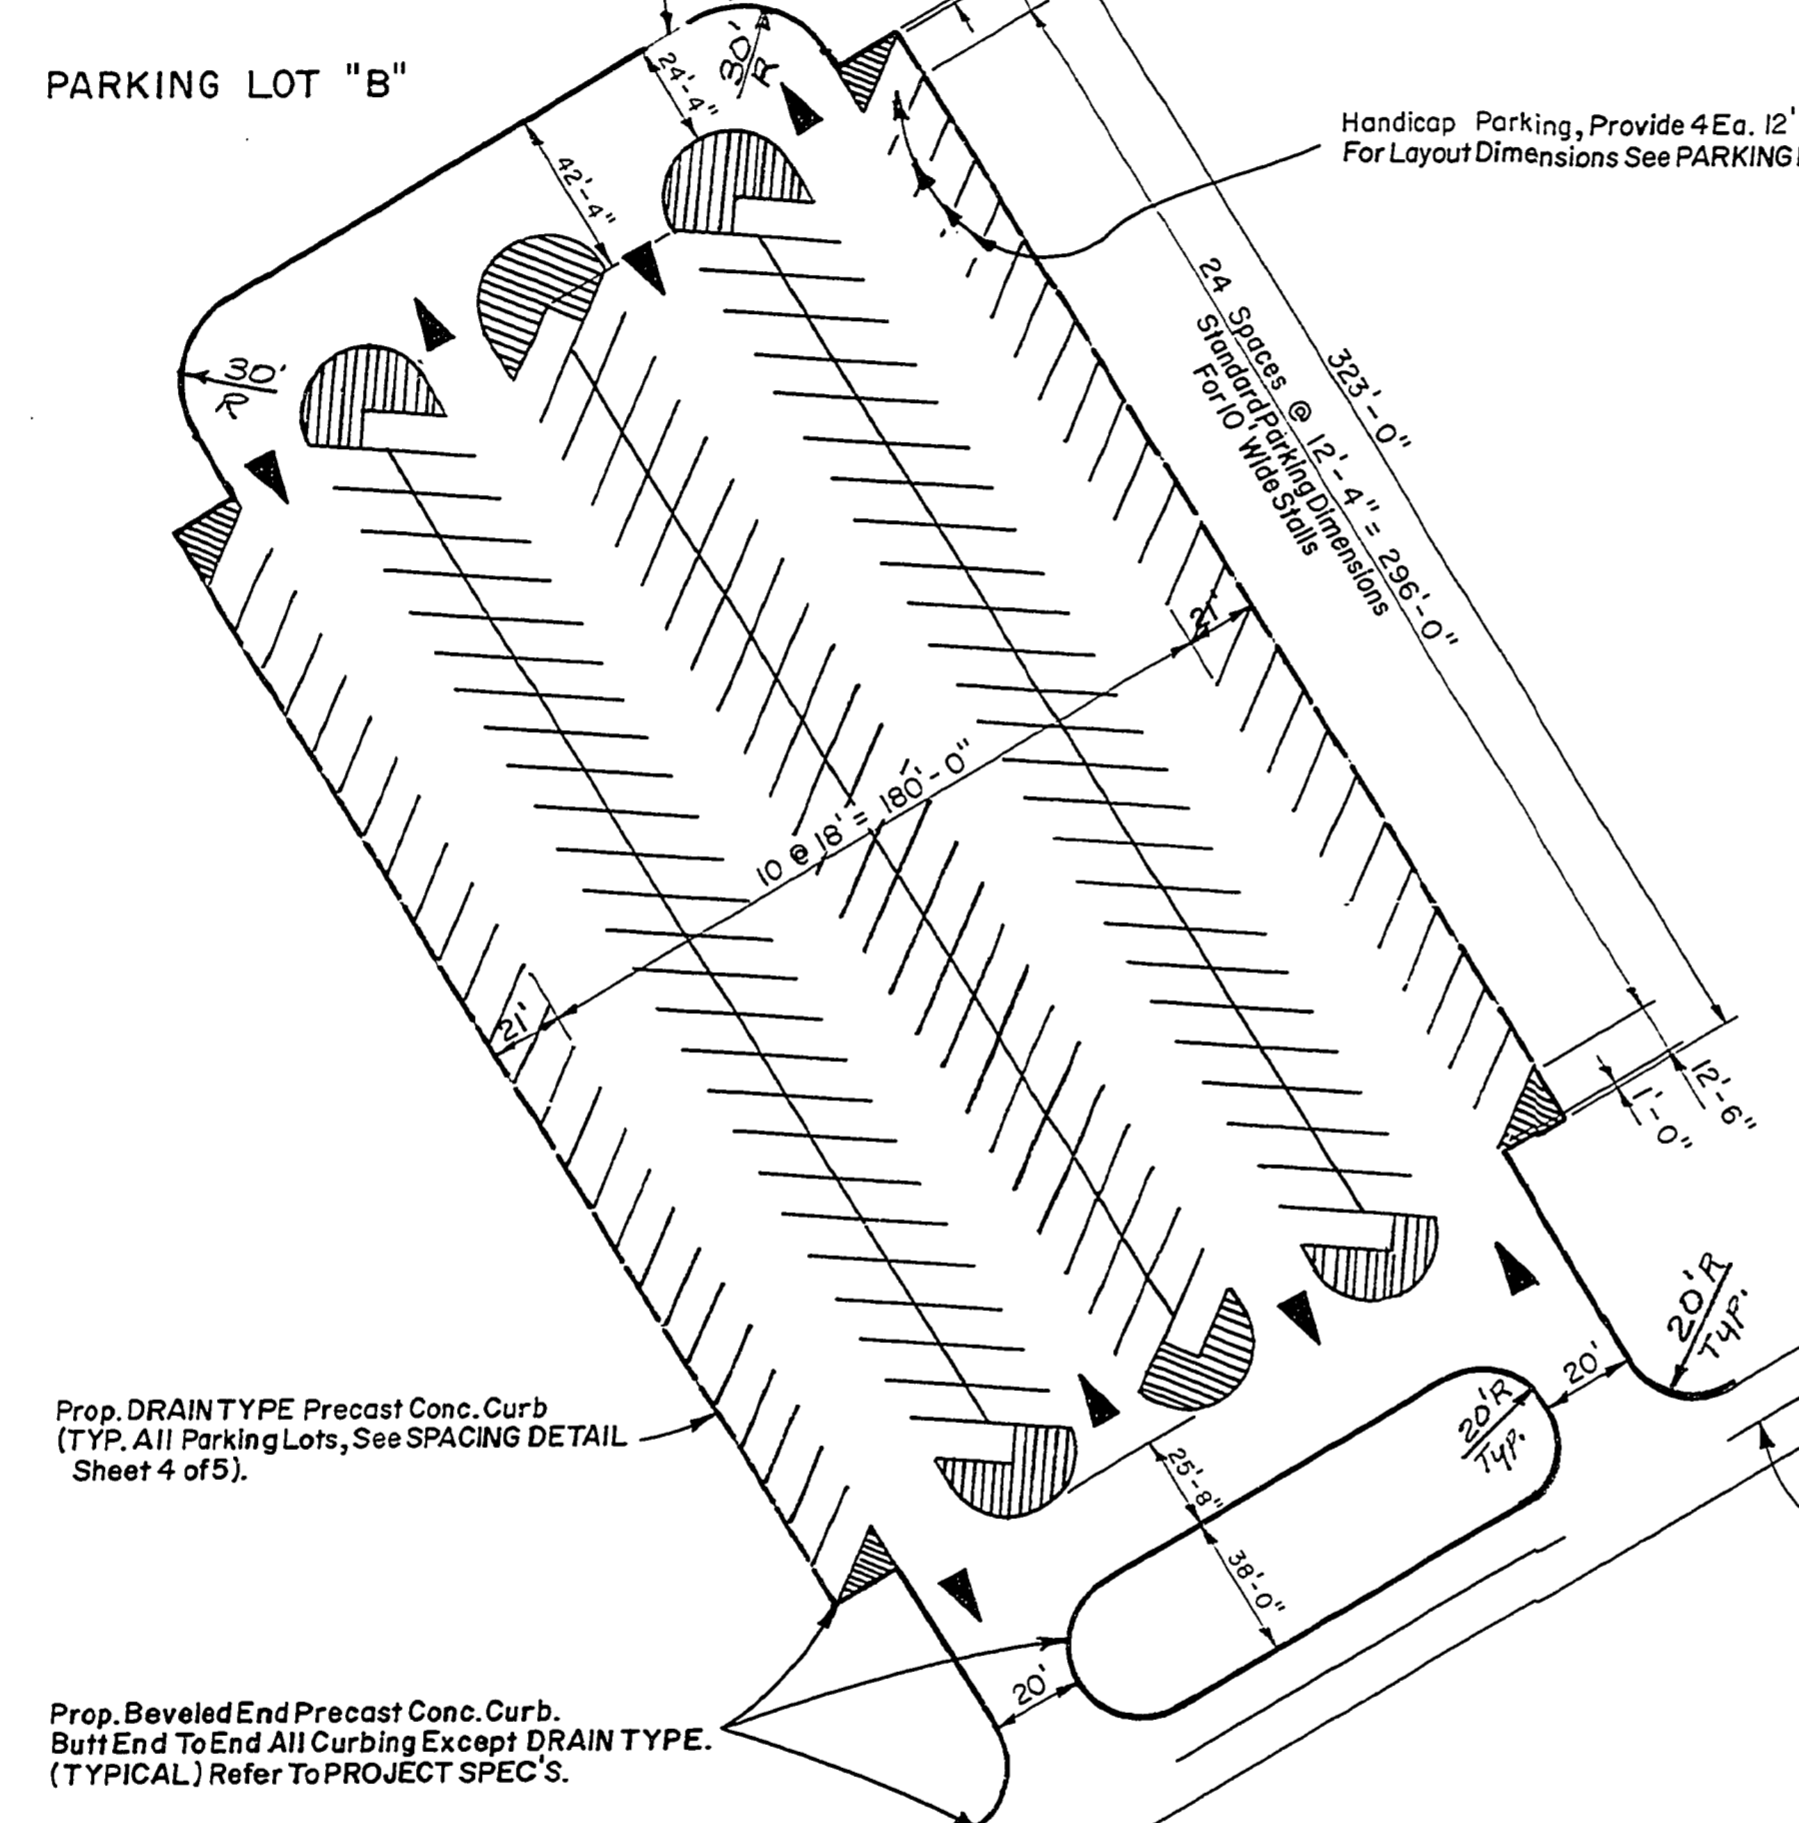 PARKING LOT "B"
24'-4"
30'
R
42'-4"
30'
R
Handicap Parking, Provide 4 Ea. 12'
For Layout Dimensions See PARKING
323'-0"
24 Spaces @ 12'-4" = 296'-0"
Standard Parking Dimensions
For 10' Wide Stalls
21'
10 @ 18' = 180'-0"
21'
12'-6"
1'-0"
20'R
TYP.
20'
20'R
TYP.
25'-8"
38'-0"
20'
Prop. DRAIN TYPE Precast Conc. Curb
(TYP. All Parking Lots, See SPACING DETAIL
Sheet 4 of 5).
Prop. Beveled End Precast Conc. Curb.
Butt End To End All Curbing Except DRAIN TYPE.
(TYPICAL) Refer To PROJECT SPEC'S.